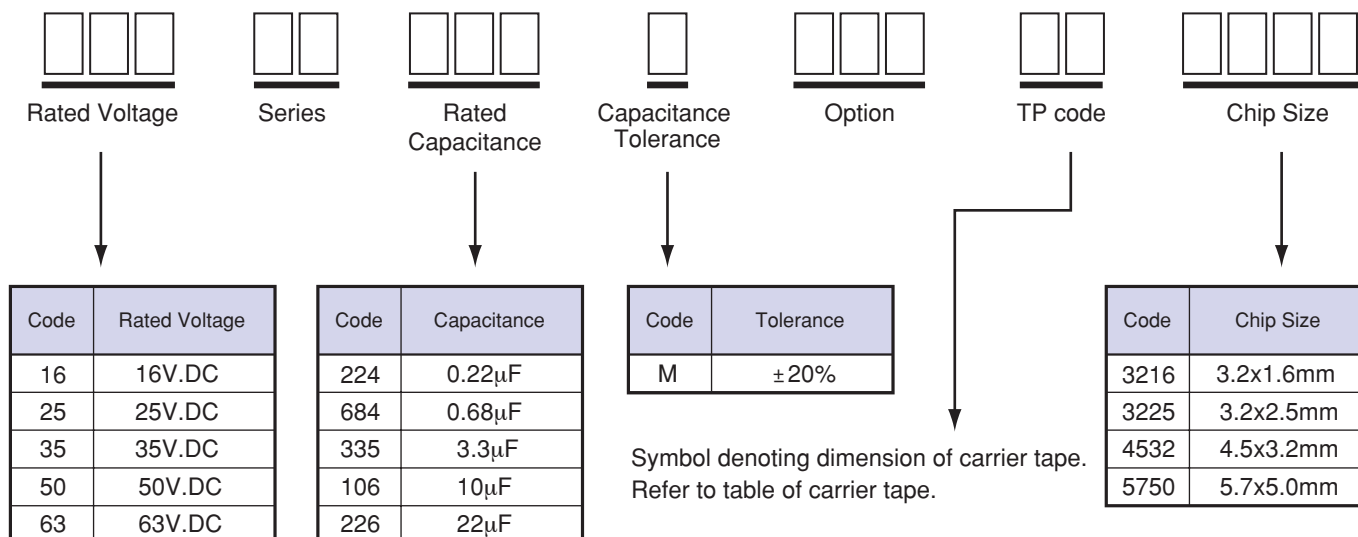 Rated Voltage
Series
Rated
Capacitance
Capacitance
Tolerance
Option
TP code
Chip Size
Code Rated Voltage
16 16V.DC
25 25V.DC
35 35V.DC
50 50V.DC
63 63V.DC
Code Capacitance
224 0.22μF
684 0.68μF
335 3.3μF
106 10μF
226 22μF
Code Tolerance
M ±20%
Symbol denoting dimension of carrier tape.
Refer to table of carrier tape.
Code Chip Size
3216 3.2x1.6mm
3225 3.2x2.5mm
4532 4.5x3.2mm
5750 5.7x5.0mm